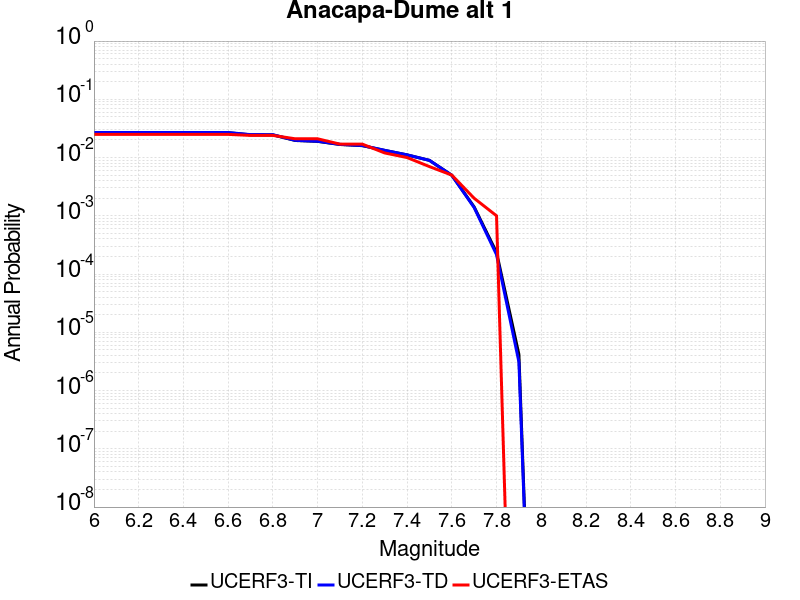 Anacapa-Dume alt 1
10^0
10^-1
10^-2
10^-3
10^-4
10^-5
10^-6
10^-7
10^-8
Annual Probability
6 6.2 6.4 6.6 6.8 7 7.2 7.4 7.6 7.8 8 8.2 8.4 8.6 8.8 9
Magnitude
UCERF3-TI UCERF3-TD UCERF3-ETAS